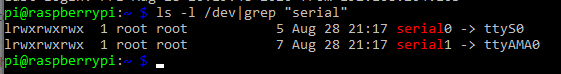 pi@raspberrypi:~ $ ls -l /dev|grep "serial"
lrwxrwxrwx  1 root root           5 Aug 28 21:17 serial0 -> ttyS0
lrwxrwxrwx  1 root root           7 Aug 28 21:17 serial1 -> ttyAMA0
pi@raspberrypi:~ $